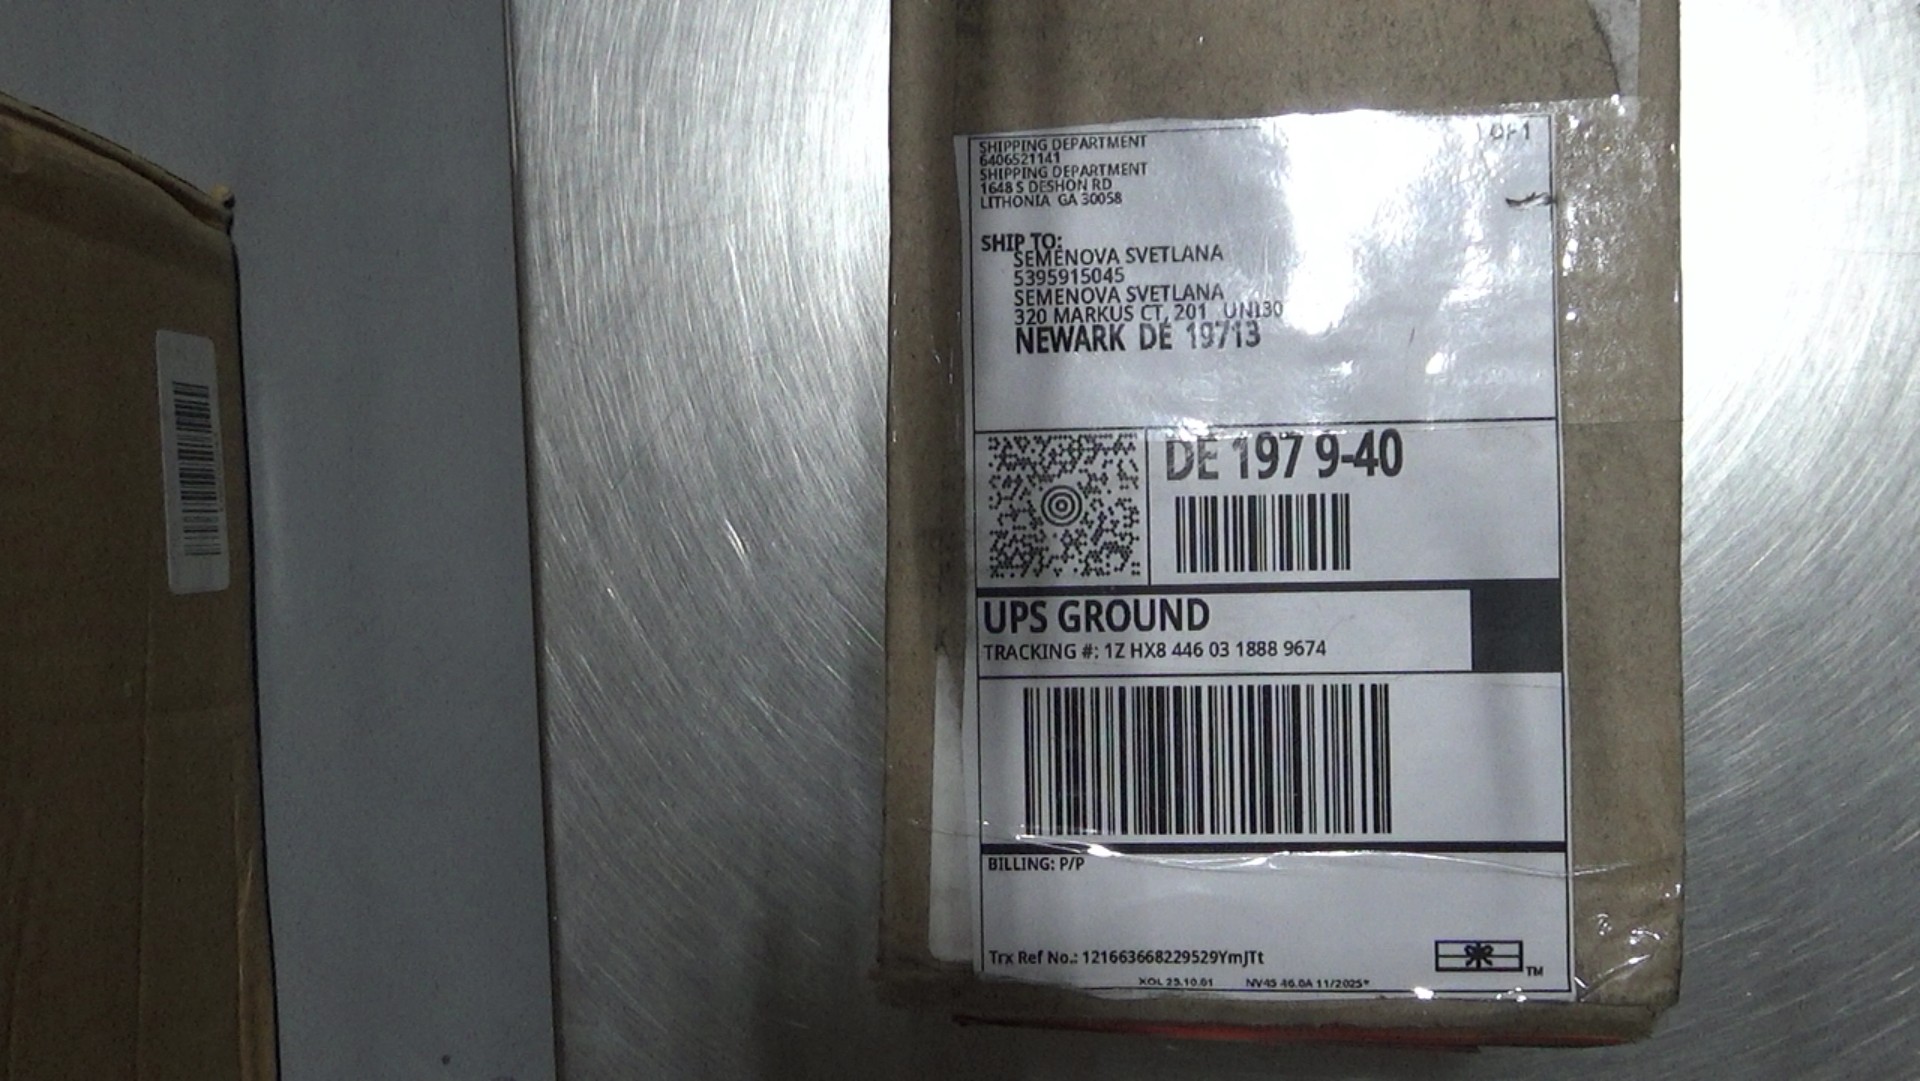 1 OF 1
SHIPPING DEPARTMENT
6406521141
SHIPPING DEPARTMENT
1648 S DESHON RD
LITHONIA GA 30058
SHIP TO:
SEMENOVA SVETLANA
5395915045
SEMENOVA SVETLANA
320 MARKUS CT, 201 UNI30
NEWARK DE 19713
DE 197 9-40
UPS GROUND
TRACKING #: 1Z HX8 446 03 1888 9674
BILLING: P/P
Trx Ref No.: 121663668229529YmJTt
TM
XOL 25.10.01 NV45 46.0A 11/2025*